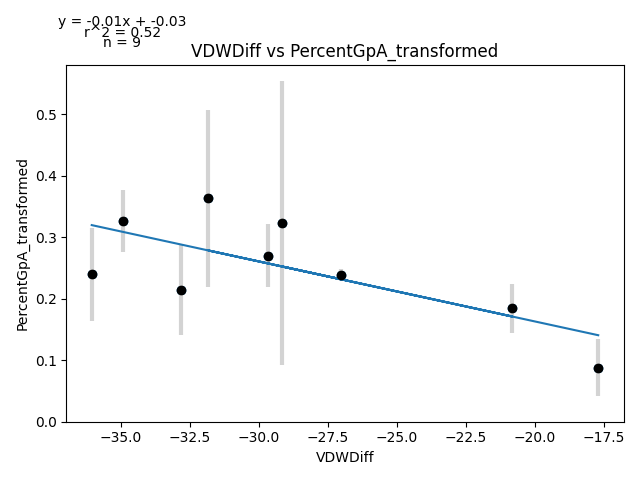 y = -0.01x + -0.03
r^2 = 0.52
n = 9
VDWDiff vs PercentGpA_transformed
PercentGpA_transformed
0.5
0.4
0.3
0.2
0.1
0.0
−35.0 −32.5 −30.0 −27.5 −25.0 −22.5 −20.0 −17.5
VDWDiff